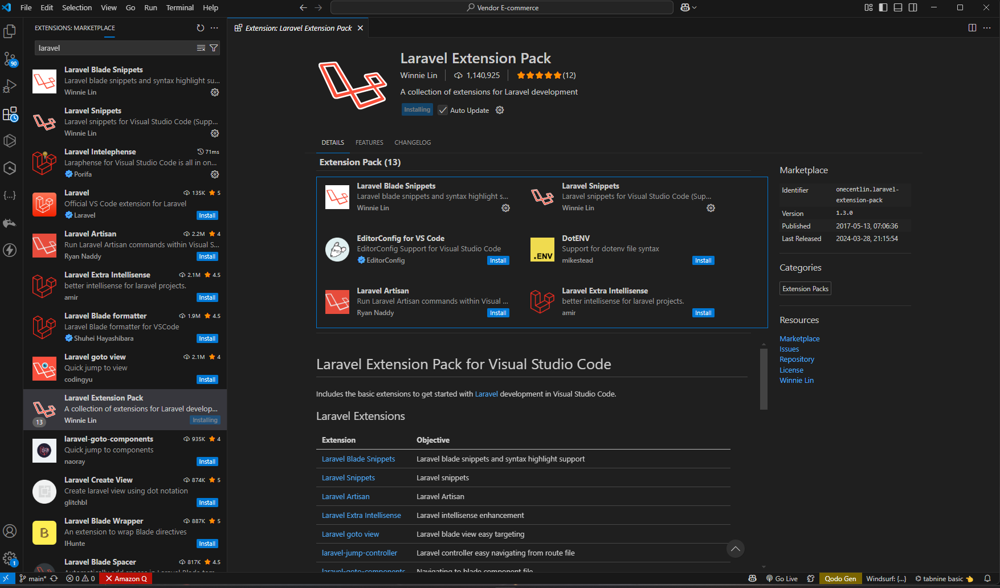 File Edit Selection View Go Run Terminal Help
Vendor E-commerce
EXTENSIONS: MARKETPLACE
laravel
90
Laravel Blade Snippets
Laravel blade snippets and syntax highlight su...
Winnie Lin
Laravel Snippets
Laravel snippets for Visual Studio Code (Supp...
Winnie Lin
Laravel Intelephense 71ms
Laraphense for Visual Studio Code is all in on...
Porifa
Laravel 135K 5
Official VS Code extension for Laravel
Laravel Install
Laravel Artisan 2.2M 4
Run Laravel Artisan commands within Visual S...
Ryan Naddy Install
Laravel Extra Intellisense 2.1M 4.5
better intellisense for laravel projects.
amir Install
Laravel Blade formatter 1.9M 4.5
Laravel Blade formatter for VSCode
Shuhei Hayashibara Install
Laravel goto view 2.1M 4
Quick jump to view
codingyu Install
Laravel Extension Pack
A collection of extensions for Laravel develop...
13 Winnie Lin Installing
laravel-goto-components 935K 4
Quick jump to components
naoray Install
Laravel Create View 874K 5
Create laravel view using dot notation
glitchbl Install
Laravel Blade Wrapper 887K 5
An extension to wrap Blade directives
B
IHunte Install
Laravel Blade Spacer 817K 4.5
1
Extension: Laravel Extension Pack
Laravel Extension Pack
Winnie Lin 1,140,925 (12)
A collection of extensions for Laravel development
Installing Auto Update
DETAILS FEATURES CHANGELOG
Extension Pack (13)
Laravel Blade Snippets
Laravel blade snippets and syntax highlight s...
Winnie Lin
Laravel Snippets
Laravel snippets for Visual Studio Code (Sup...
Winnie Lin
EditorConfig for VS Code
EditorConfig Support for Visual Studio Code
EditorConfig Install
.ENV
DotENV
Support for dotenv file syntax
mikestead Install
Laravel Artisan
Run Laravel Artisan commands within Visual ...
Ryan Naddy Install
Laravel Extra Intellisense
better intellisense for laravel projects.
amir Install
Laravel Extension Pack for Visual Studio Code
Includes the basic extensions to get started with Laravel development in Visual Studio Code.
Laravel Extensions
Extension Objective
Laravel Blade Snippets Laravel blade snippets and syntax highlight support
Laravel Snippets Laravel snippets
Laravel Artisan Laravel Artisan
Laravel Extra Intellisense Laravel intellisense enhancement
Laravel goto view Laravel blade view easy targeting
laravel-jump-controller Laravel controller easy navigating from route file
laravel-goto-components Navigating to blade component file
Marketplace
Identifier onecentlin.laravel-
extension-pack
Version 1.3.0
Published 2017-05-13, 07:06:36
Last Released 2024-03-28, 21:15:54
Categories
Extension Packs
Resources
Marketplace
Issues
Repository
License
Winnie Lin
main* 0 0 Amazon Q Go Live Qodo Gen Windsurf: {...} tabnine basic